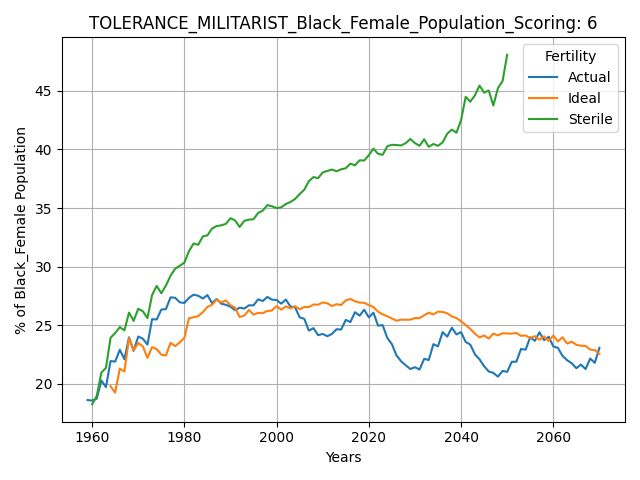 TOLERANCE_MILITARIST_Black_Female_Population_Scoring: 6
% of Black_Female Population
45
40
35
30
25
20
Fertility
Actual
Ideal
Sterile
1960 1980 2000 2020 2040 2060
Years